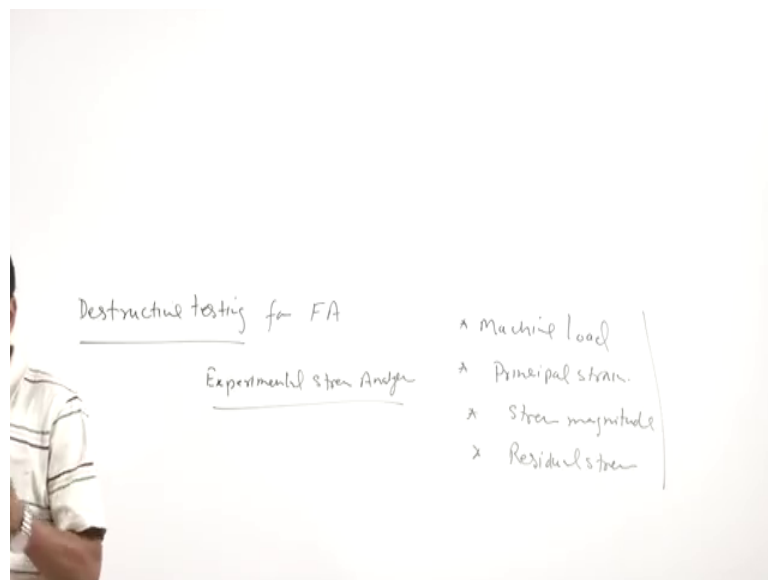 Destructive testing for FA
Experimental stress Analysis
* Machine load
* Principal strain.
* Stress magnitude
* Residual stress